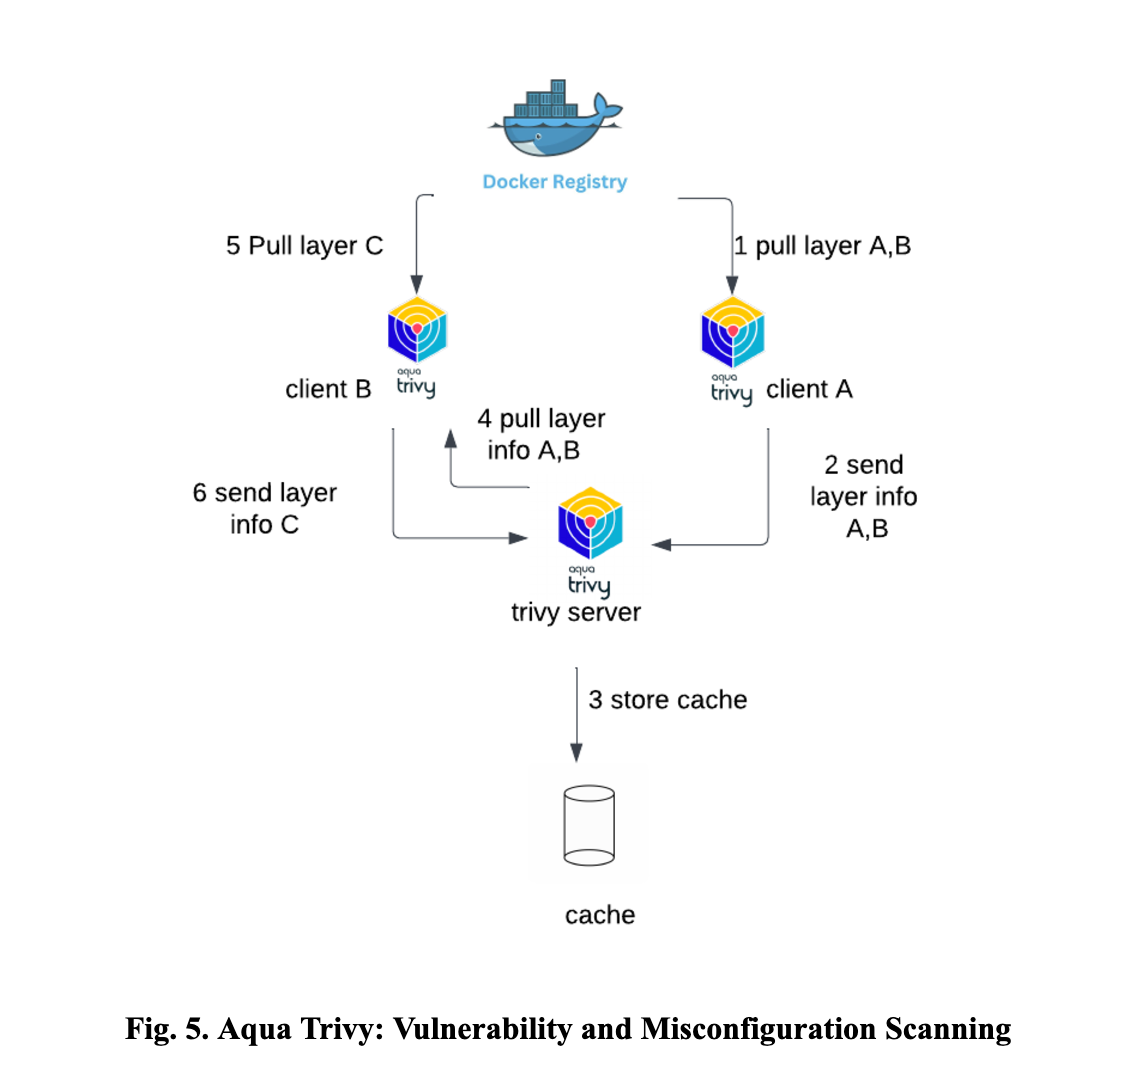 Docker Registry
5 Pull layer C
1 pull layer A,B
aqua
trivy
client B
aqua
trivy
client A
4 pull layer
info A,B
6 send layer
info C
2 send
layer info
A,B
aqua
trivy
trivy server
3 store cache
cache
Fig. 5. Aqua Trivy: Vulnerability and Misconfiguration Scanning